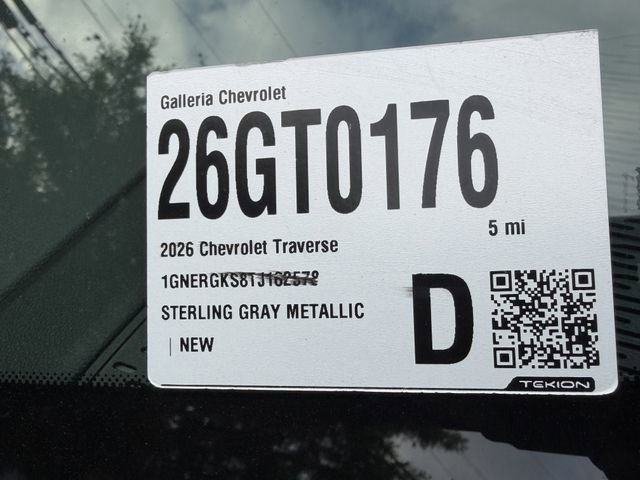 Galleria Chevrolet
26GT0176
5 mi
2026 Chevrolet Traverse
1GNERGKS8TJ162578
STERLING GRAY METALLIC
| NEW
D
TEKION